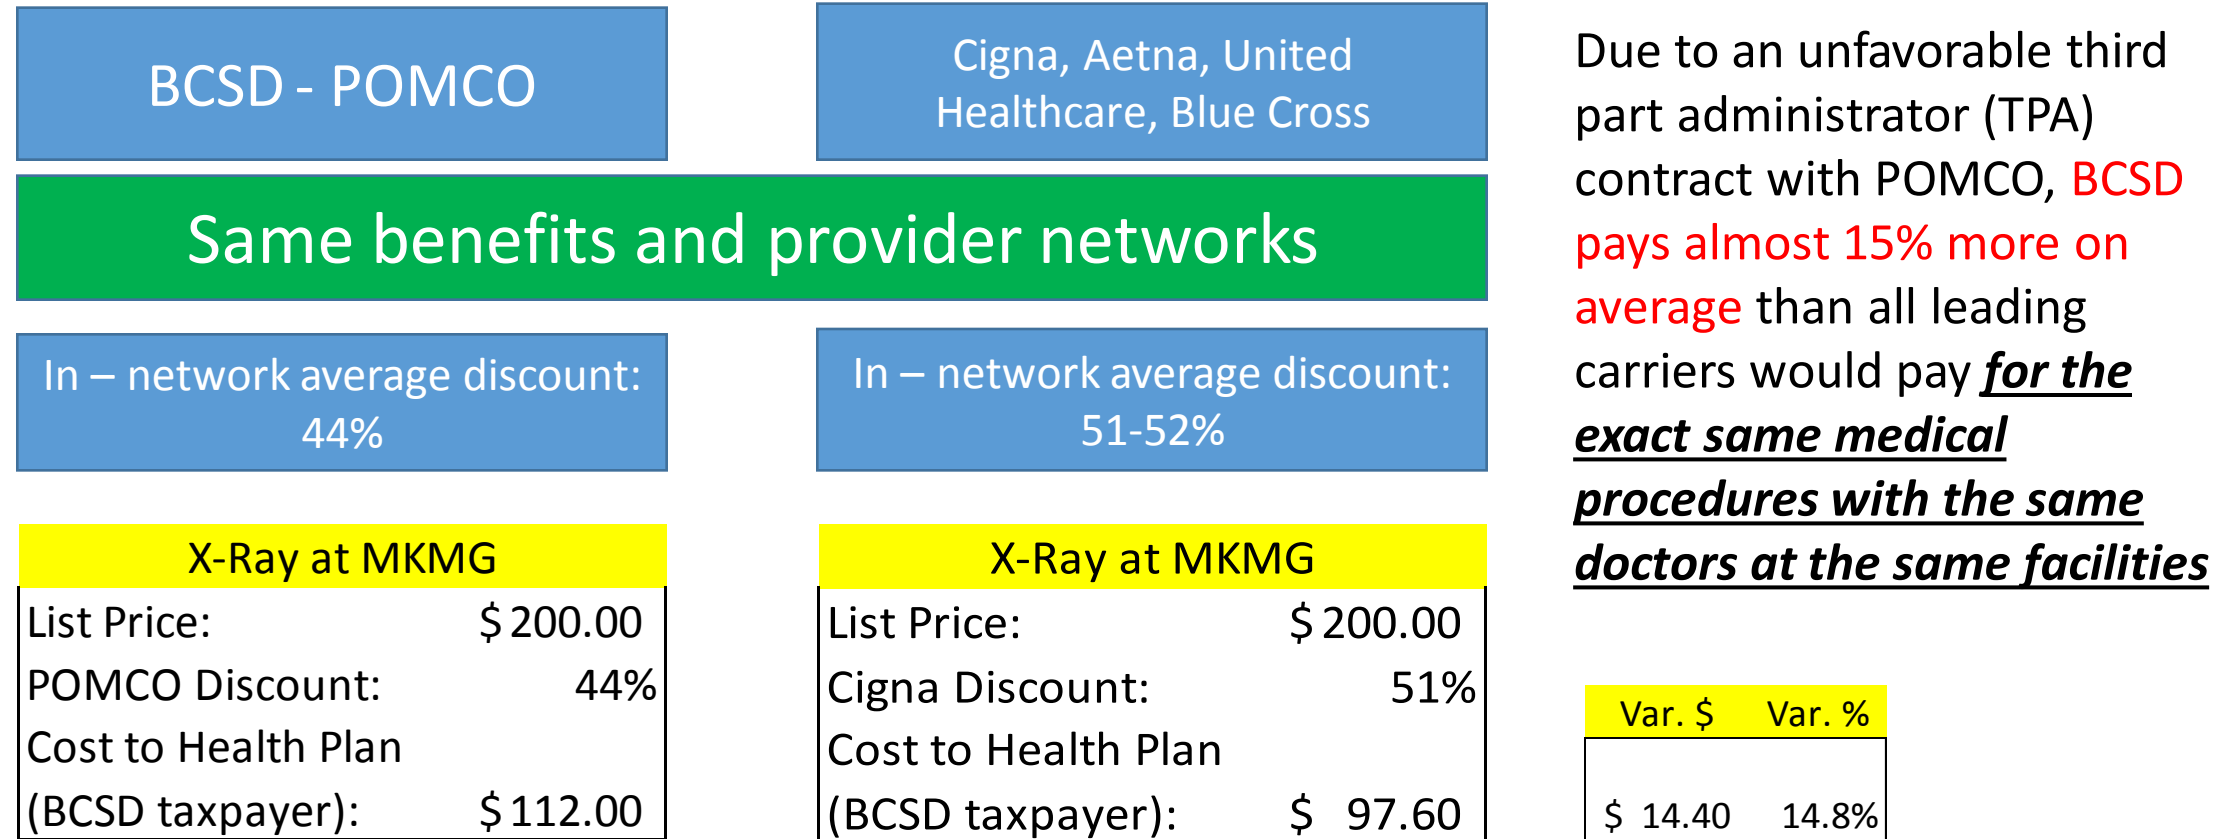 BCSD - POMCO
Cigna, Aetna, United
Healthcare, Blue Cross
Same benefits and provider networks
In – network average discount:
44%
In – network average discount:
51-52%
X-Ray at MKMG
List Price: $ 200.00
POMCO Discount: 44%
Cost to Health Plan
(BCSD taxpayer): $ 112.00
X-Ray at MKMG
List Price: $ 200.00
Cigna Discount: 51%
Cost to Health Plan
(BCSD taxpayer): $ 97.60
Due to an unfavorable third
part administrator (TPA)
contract with POMCO, BCSD
pays almost 15% more on
average than all leading
carriers would pay for the
exact same medical
procedures with the same
doctors at the same facilities
Var. $ Var. %
$ 14.40 14.8%